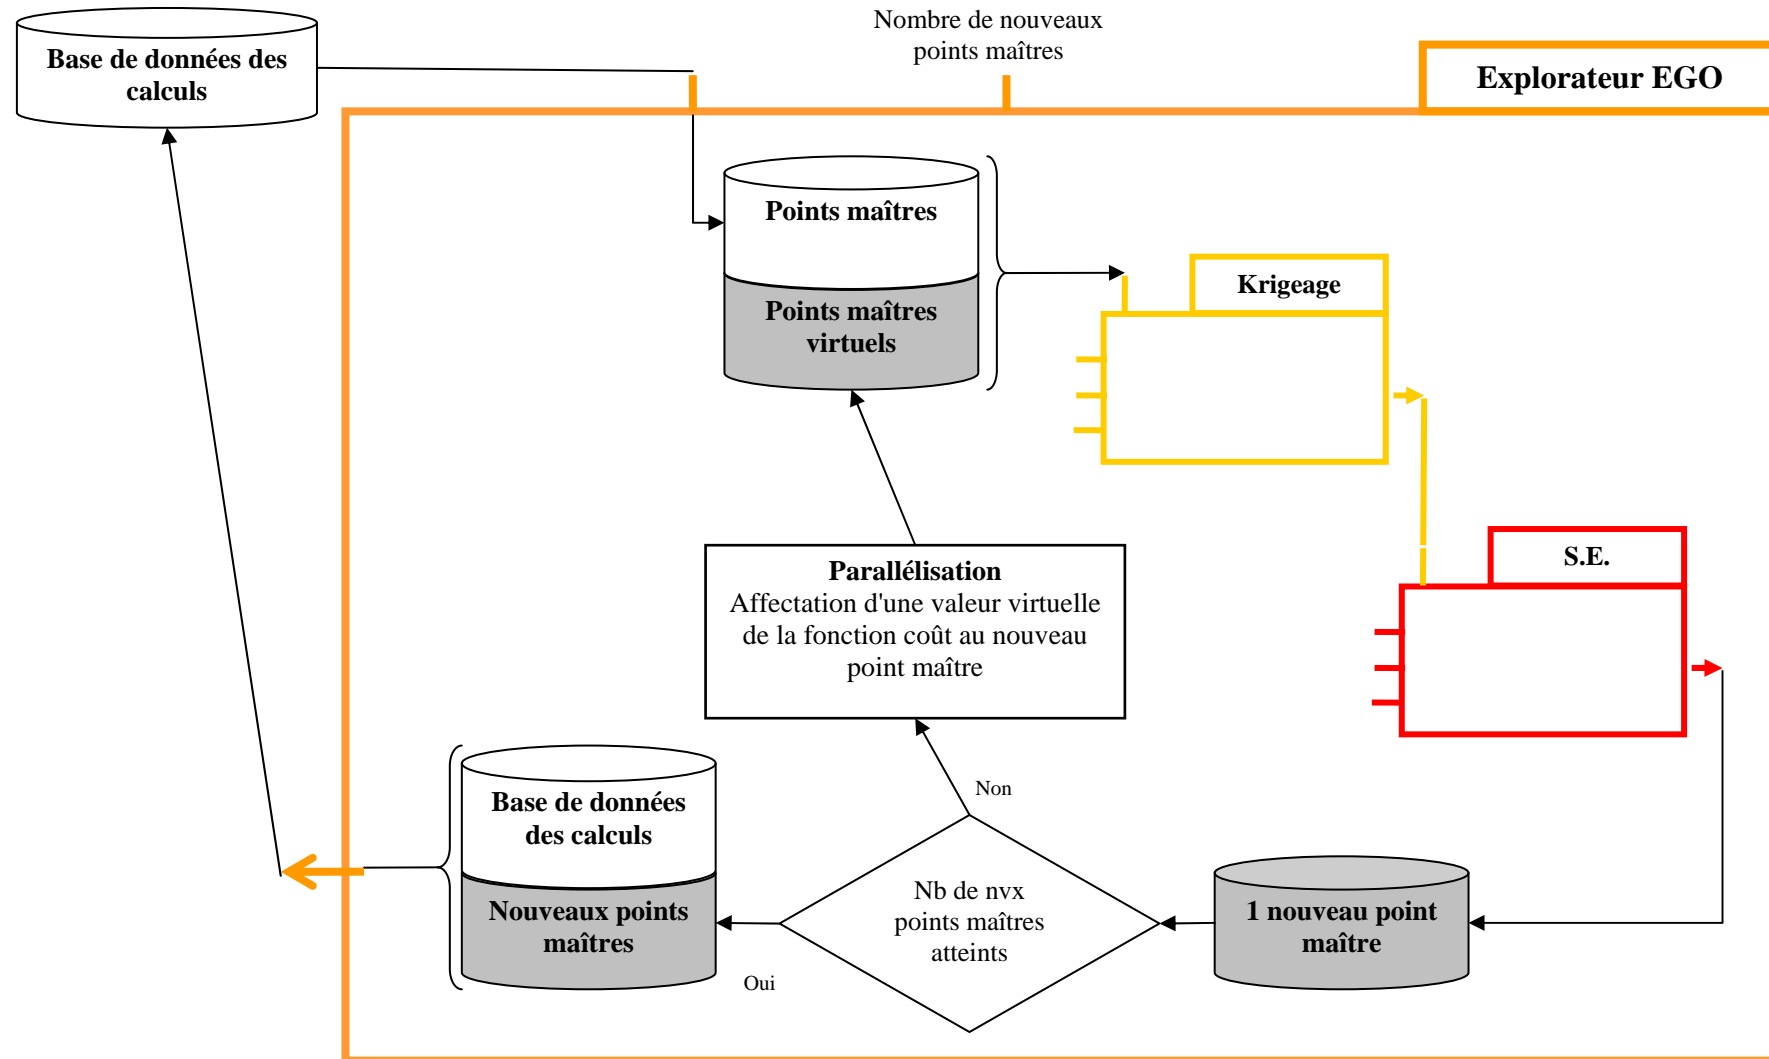 Nombre de nouveaux
points maîtres
Base de données des
calculs
Explorateur EGO
Points maîtres
Points maîtres
virtuels
Krigeage
S.E.
Parallélisation
Affectation d'une valeur virtuelle
de la fonction coût au nouveau
point maître
Non
Base de données
des calculs
Nouveaux points
maîtres
Oui
Nb de nvx
points maîtres
atteints
1 nouveau point
maître